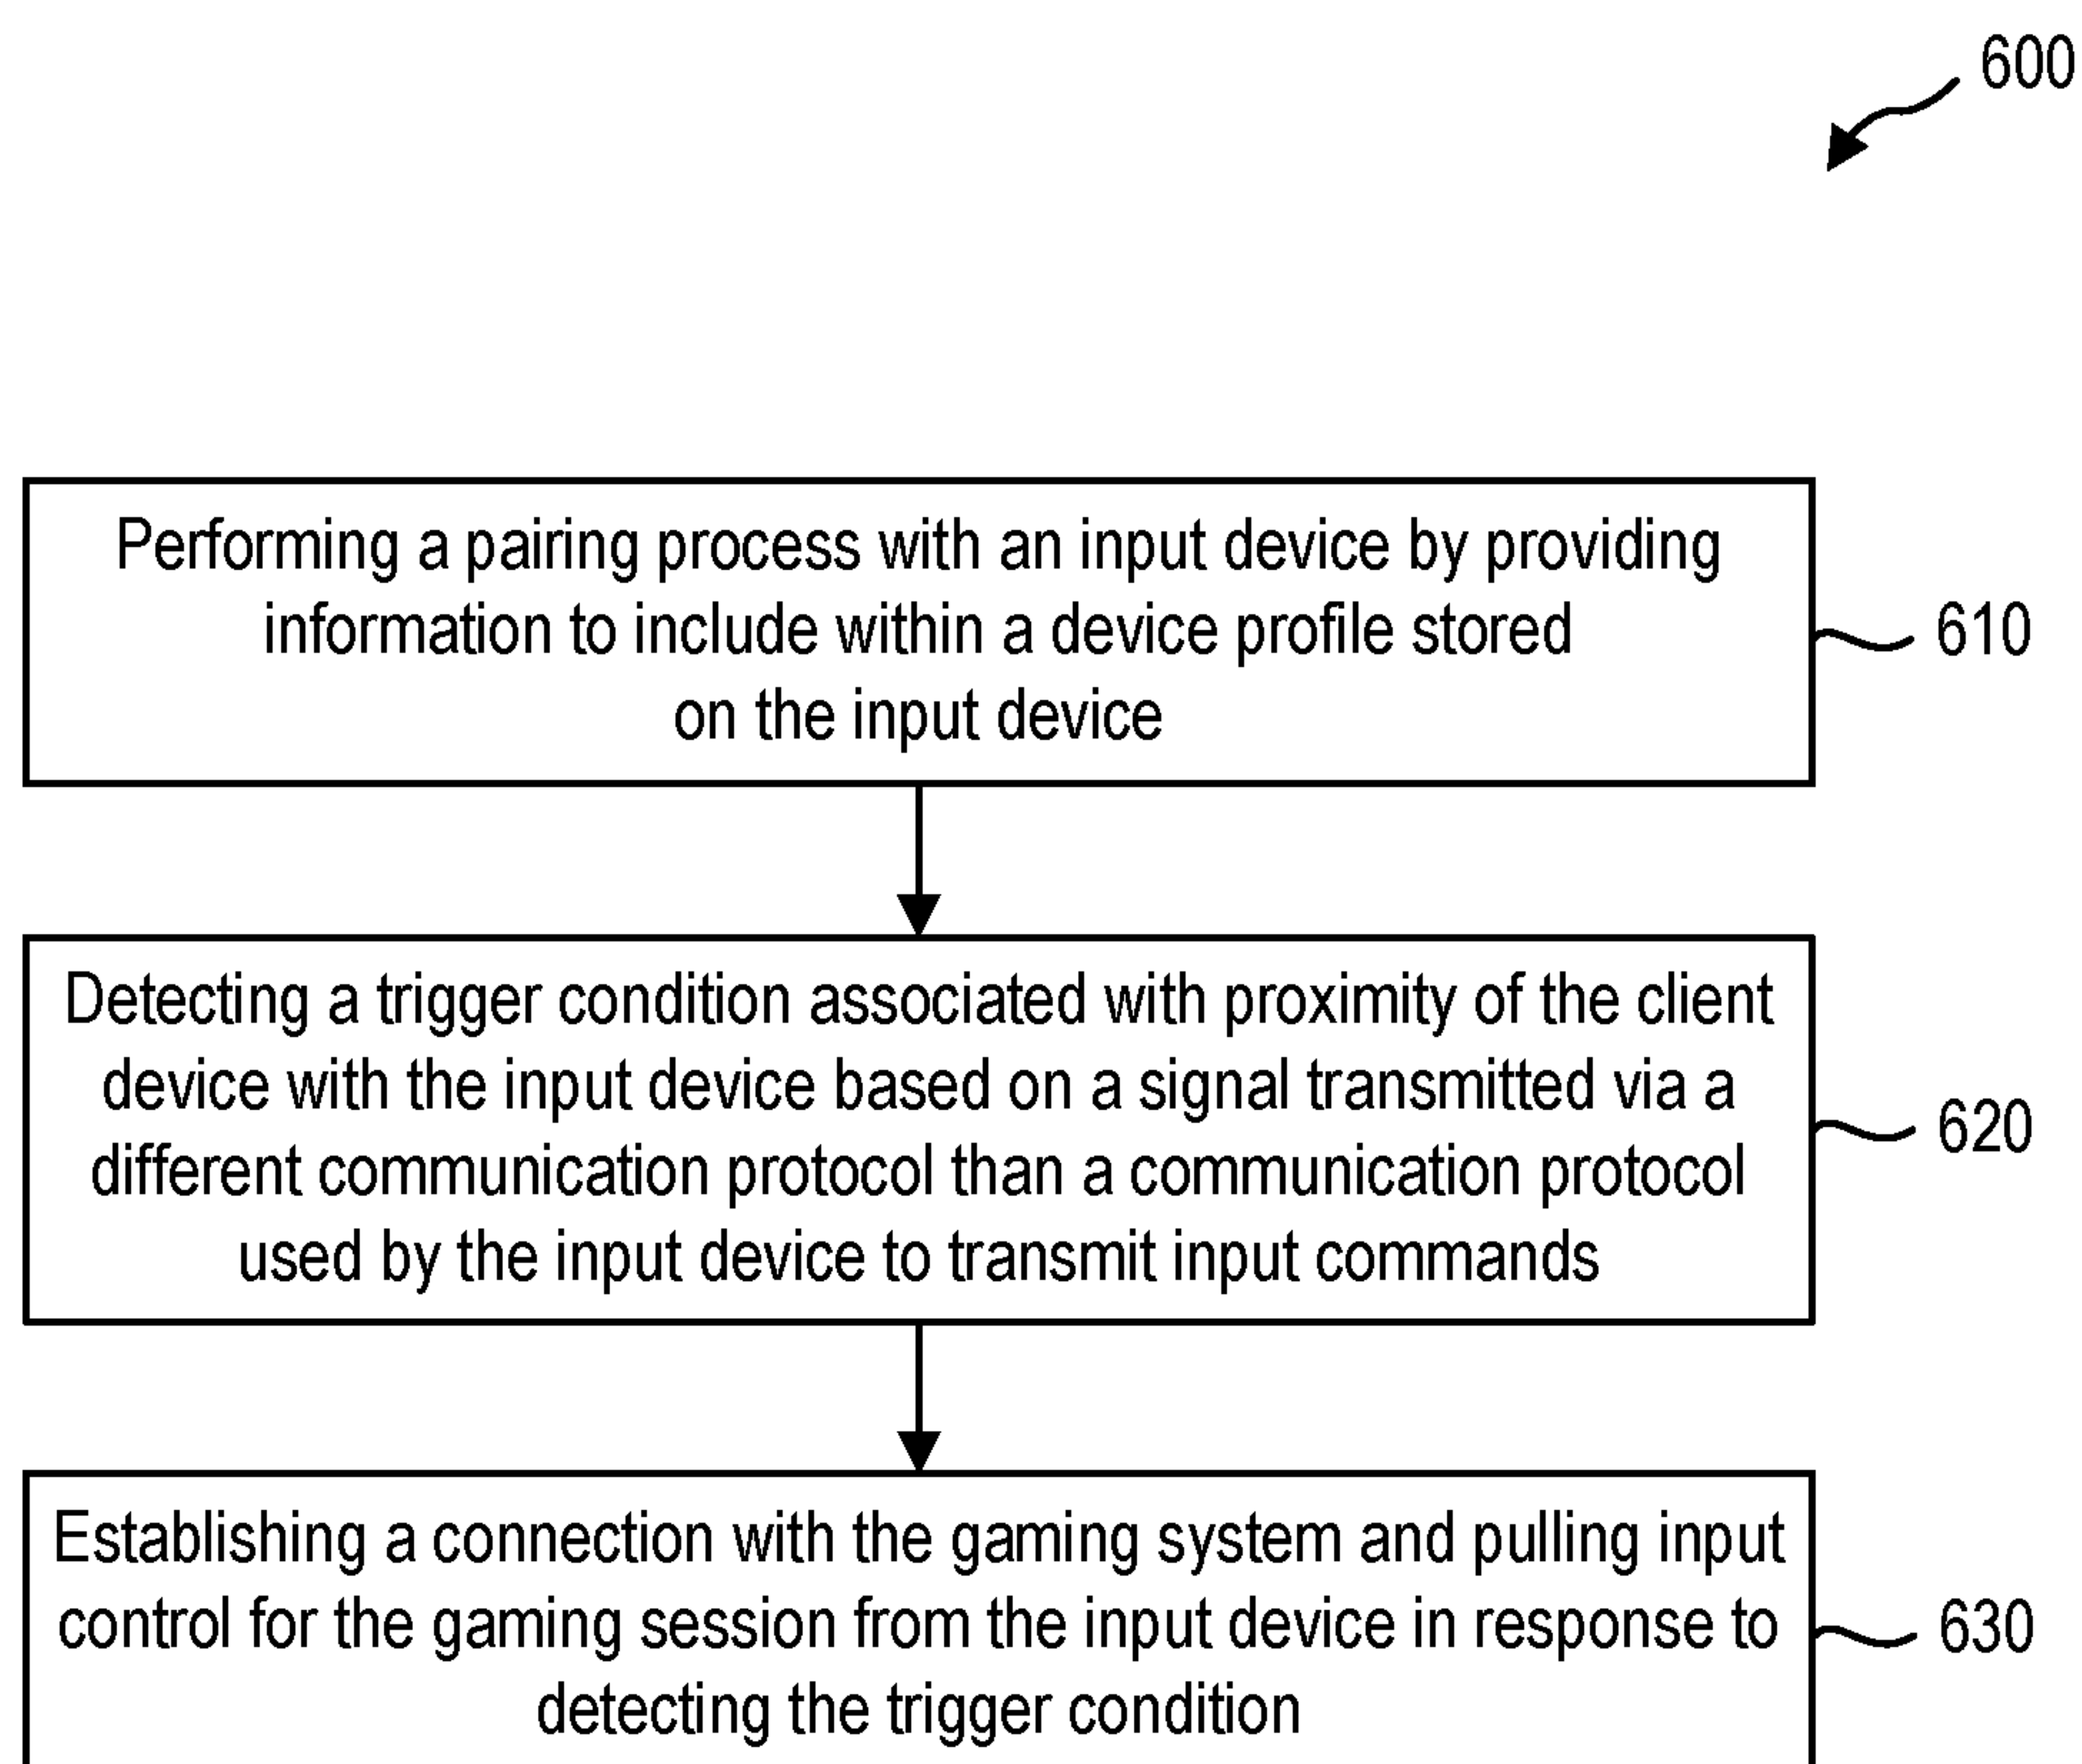 600
Performing a pairing process with an input device by providing
information to include within a device profile stored
on the input device
610
Detecting a trigger condition associated with proximity of the client
device with the input device based on a signal transmitted via a
different communication protocol than a communication protocol
used by the input device to transmit input commands
620
Establishing a connection with the gaming system and pulling input
control for the gaming session from the input device in response to
detecting the trigger condition
630